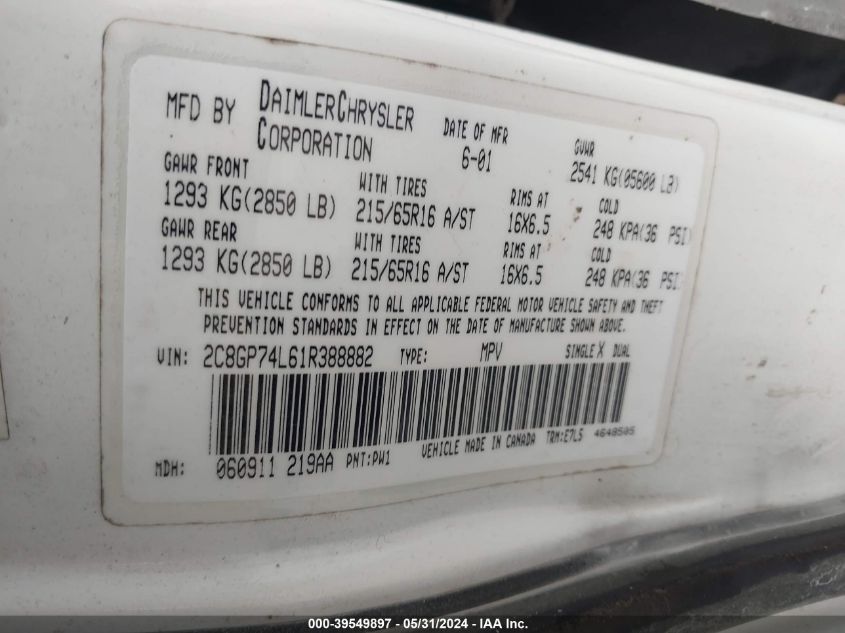 MFD BY DAIMLERCHRYSLER CORPORATION DATE OF MFR 6-01 GVWR 2541 KG(05600 LB)
GAWR FRONT WITH TIRES RIMS AT COLD
1293 KG(2850 LB) 215/65R16 A/ST 16X6.5 248 KPA(36 PSI)
GAWR REAR WITH TIRES RIMS AT COLD
1293 KG(2850 LB) 215/65R16 A/ST 16X6.5 248 KPA(36 PSI
THIS VEHICLE CONFORMS TO ALL APPLICABLE FEDERAL MOTOR VEHICLE SAFETY AND THEFT
PREVENTION STANDARDS IN EFFECT ON THE DATE OF MANUFACTURE SHOWN ABOVE.
VIN: 2C8GP74L61R388882 TYPE: MPV SINGLE X DUAL
MDH: 060911 219AA PNT:PW1 VEHICLE MADE IN CANADA TRM:E7L5 4648505
000-39549897 - 05/31/2024 - IAA Inc.